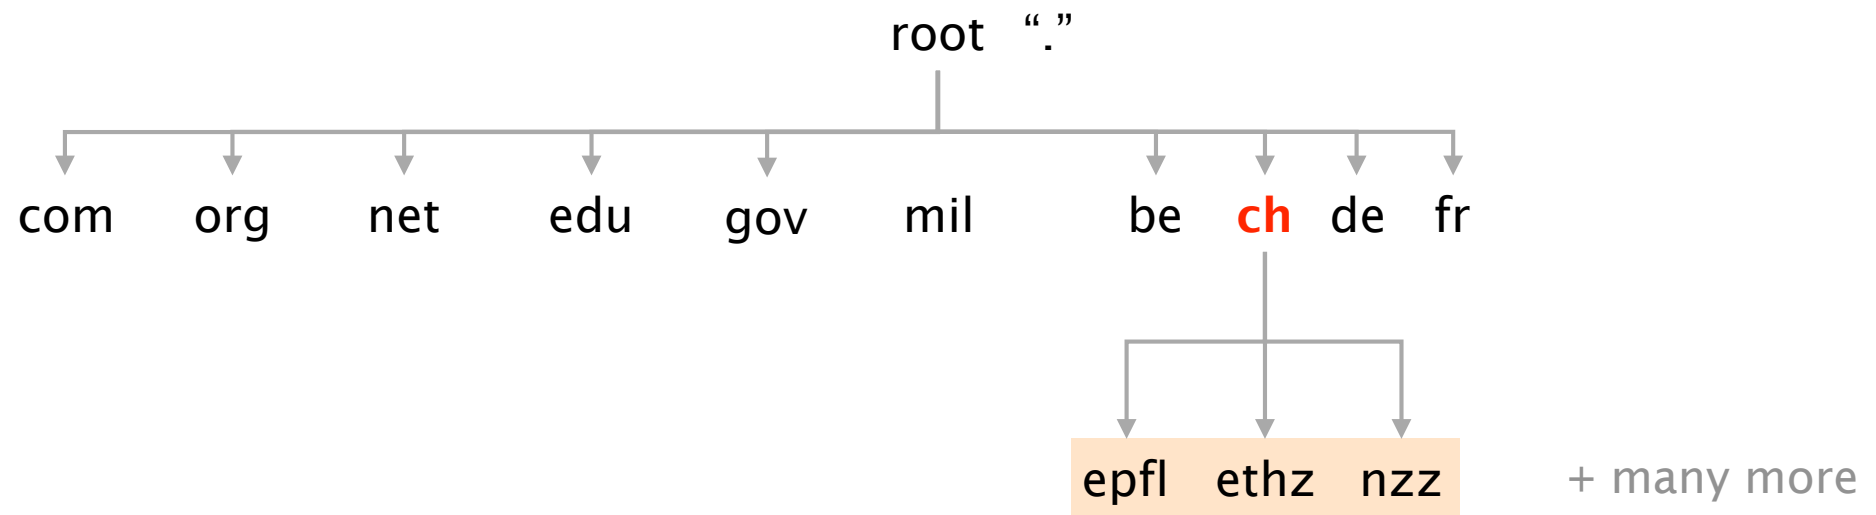 root “.”
com org net edu gov mil be ch de fr
epfl ethz nzz + many more